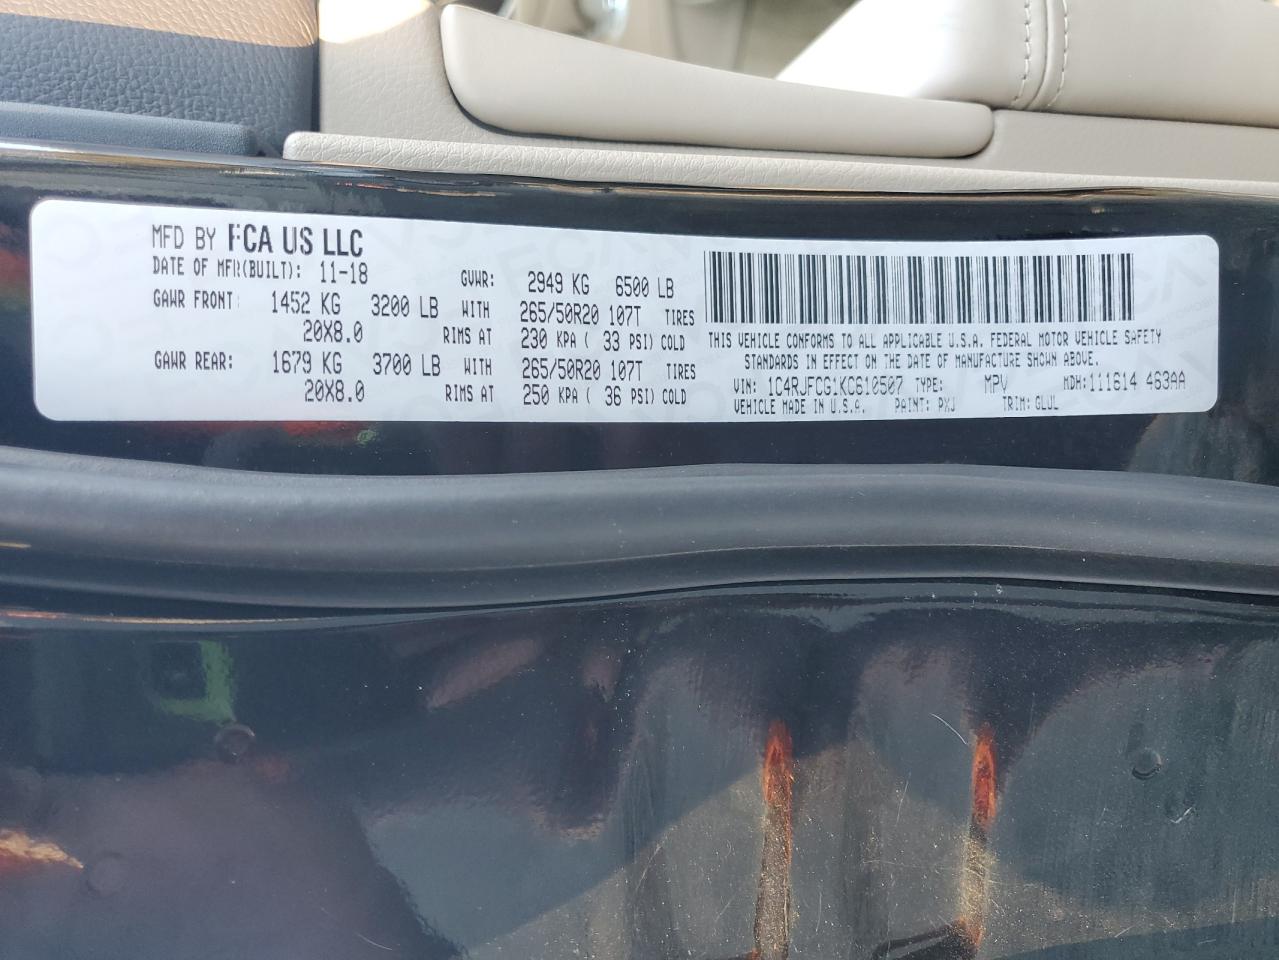 MFD BY FCA US LLC
DATE OF MFR(BUILT): 11-18 GVWR: 2949 KG 6500 LB
GAWR FRONT: 1452 KG 3200 LB WITH 265/50R20 107T TIRES
20X8.0 RIMS AT 230 KPA ( 33 PSI) COLD
GAWR REAR: 1679 KG 3700 LB WITH 265/50R20 107T TIRES
20X8.0 RIMS AT 250 KPA ( 36 PSI) COLD
THIS VEHICLE CONFORMS TO ALL APPLICABLE U.S.A. FEDERAL MOTOR VEHICLE SAFETY
STANDARDS IN EFFECT ON THE DATE OF MANUFACTURE SHOWN ABOVE.
VIN: 1C4RJFCG1KC610507 TYPE: MPV MDH:111614 463AA
VEHICLE MADE IN U.S.A. PAINT: PXJ TRIM: GLUL